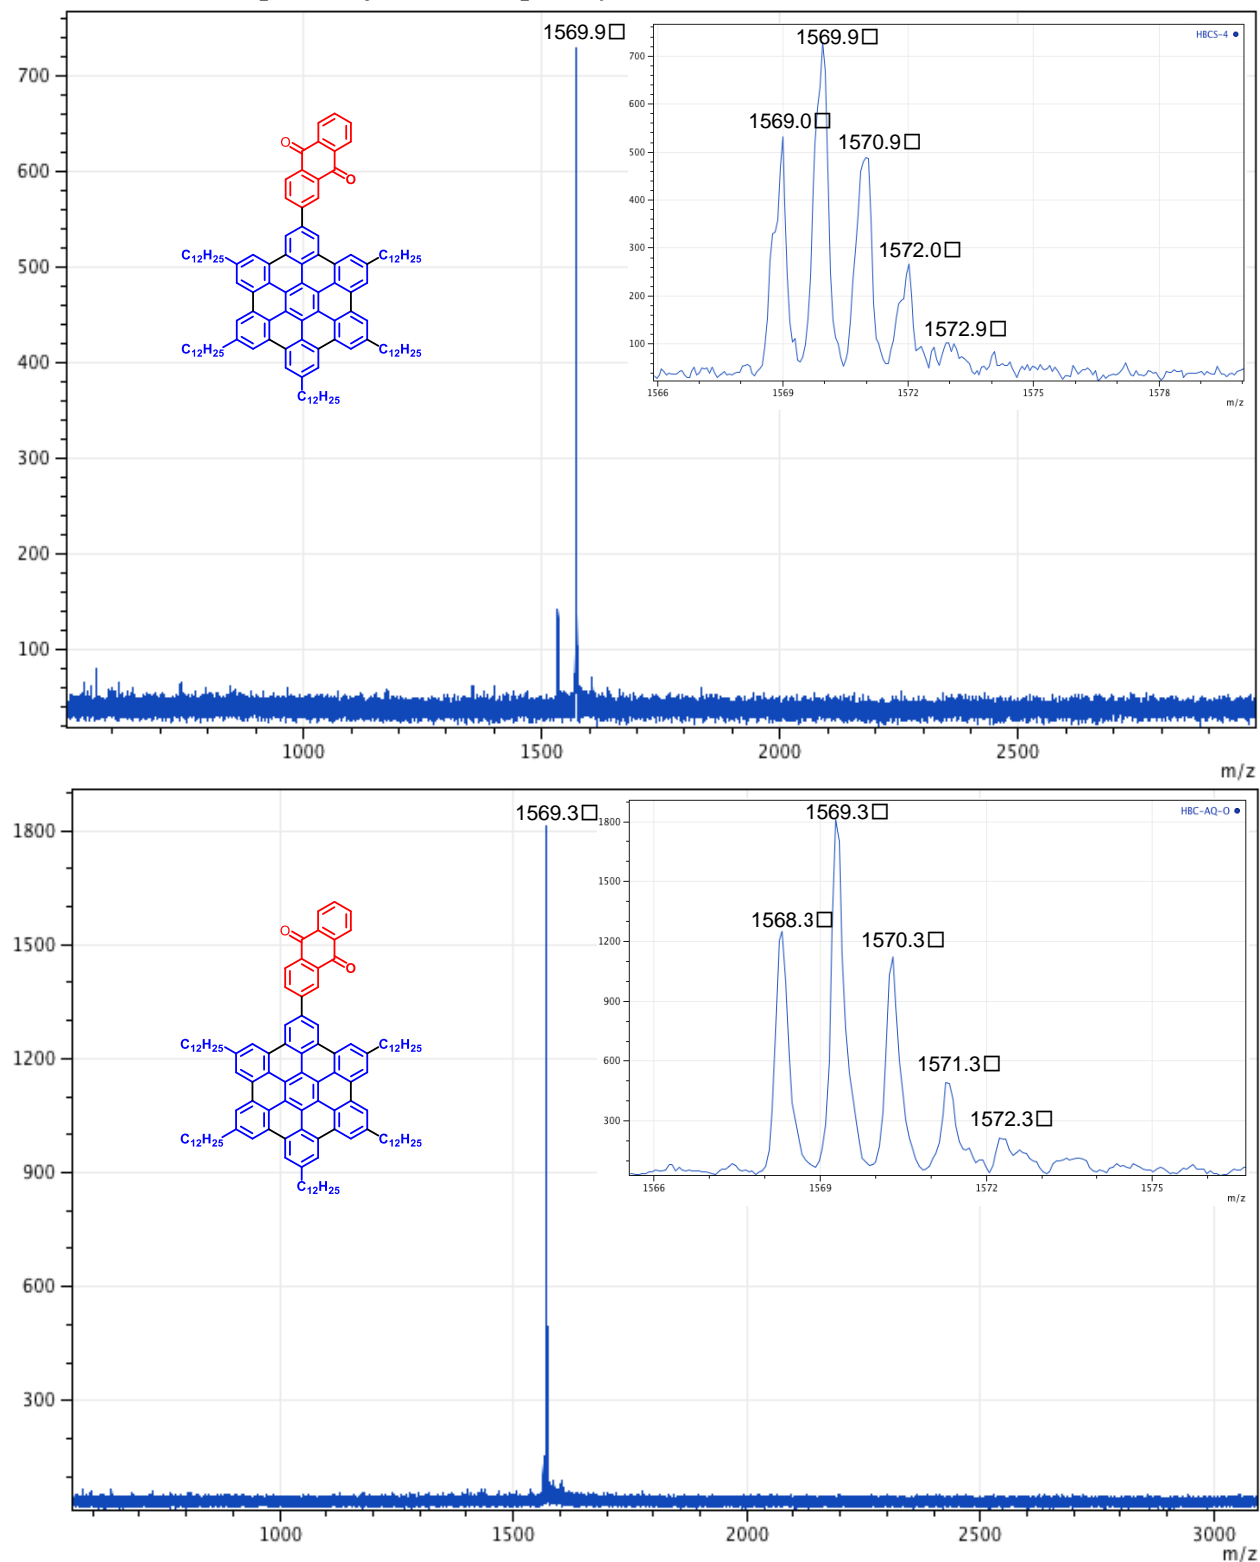 1569.9□
700
600
500
400
300
200
100
1000
1500
2000
2500
m/z
O
O
C12H25
C12H25
C12H25
C12H25
C12H25
1569.9□
HBCS-4
1569.0□
1570.9□
1572.0□
1572.9□
700
600
500
400
300
200
100
1566
1569
1572
1575
1578
m/z
1569.3□
1800
1500
1200
900
600
300
1000
1500
2000
2500
3000
m/z
O
O
C12H25
C12H25
C12H25
C12H25
C12H25
1569.3□
HBC-AQ-O
1568.3□
1570.3□
1571.3□
1572.3□
1800
1500
1200
900
600
300
1566
1569
1572
1575
m/z